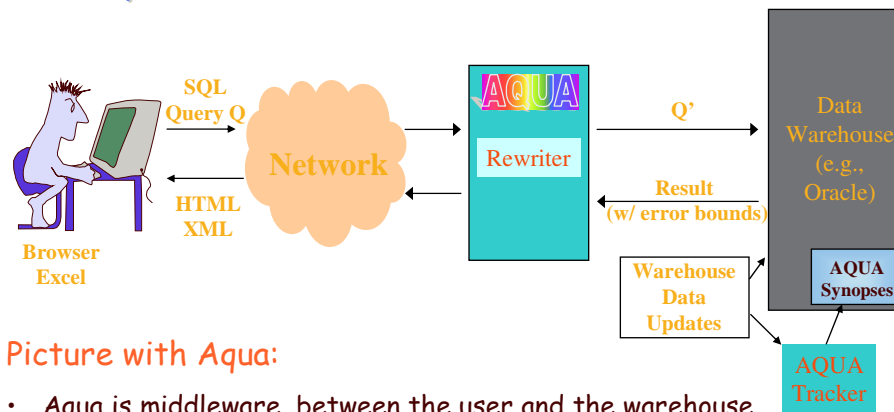 SQL
Query Q
Network
HTML
XML
Browser
Excel
AQUA
Rewriter
Q’
Result
(w/ error bounds)
Data
Warehouse
(e.g.,
Oracle)
AQUA
Synopses
Warehouse
Data
Updates
AQUA
Tracker
Picture with Aqua:
• Aqua is middleware, between the user and the warehouse